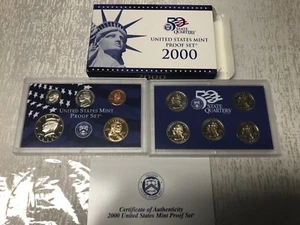 50
STATE
QUARTERS
UNITED STATES MINT
PROOF SET
2000
UNITED STATES MINT
PROOF SET
50
STATE
QUARTERS
Certificate of Authenticity
2000 United States Mint Proof Set